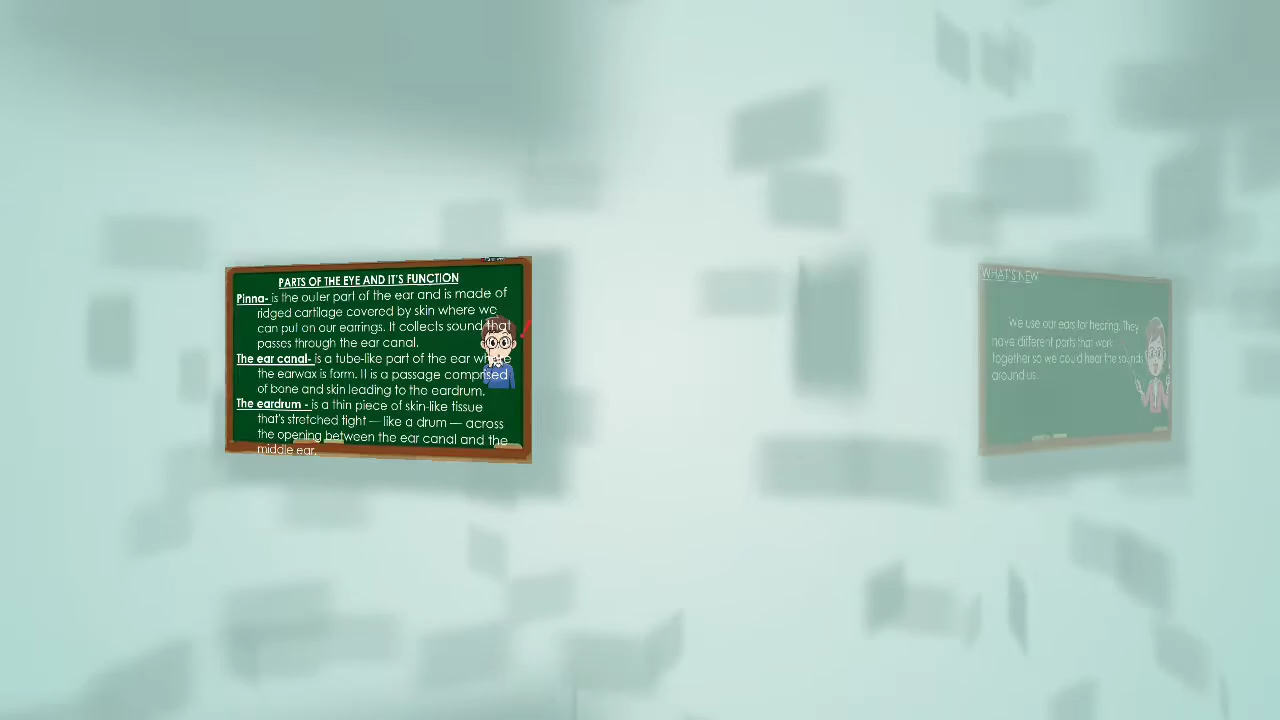 PARTS OF THE EYE AND IT'S FUNCTION
Pinna- is the outer part of the ear and is made of
ridged cartilage covered by skin where we
can put on our earrings. It collects sound that
passes through the ear canal.
The ear canal- is a tube-like part of the ear where
the earwax is form. It is a passage comprised
of bone and skin leading to the eardrum.
The eardrum - is a thin piece of skin-like tissue
that's stretched tight — like a drum — across
the opening between the ear canal and the
middle ear.
WHAT'S NEW
We use our ears for hearing. They
have different parts that work
together so we could hear the sounds
around us.